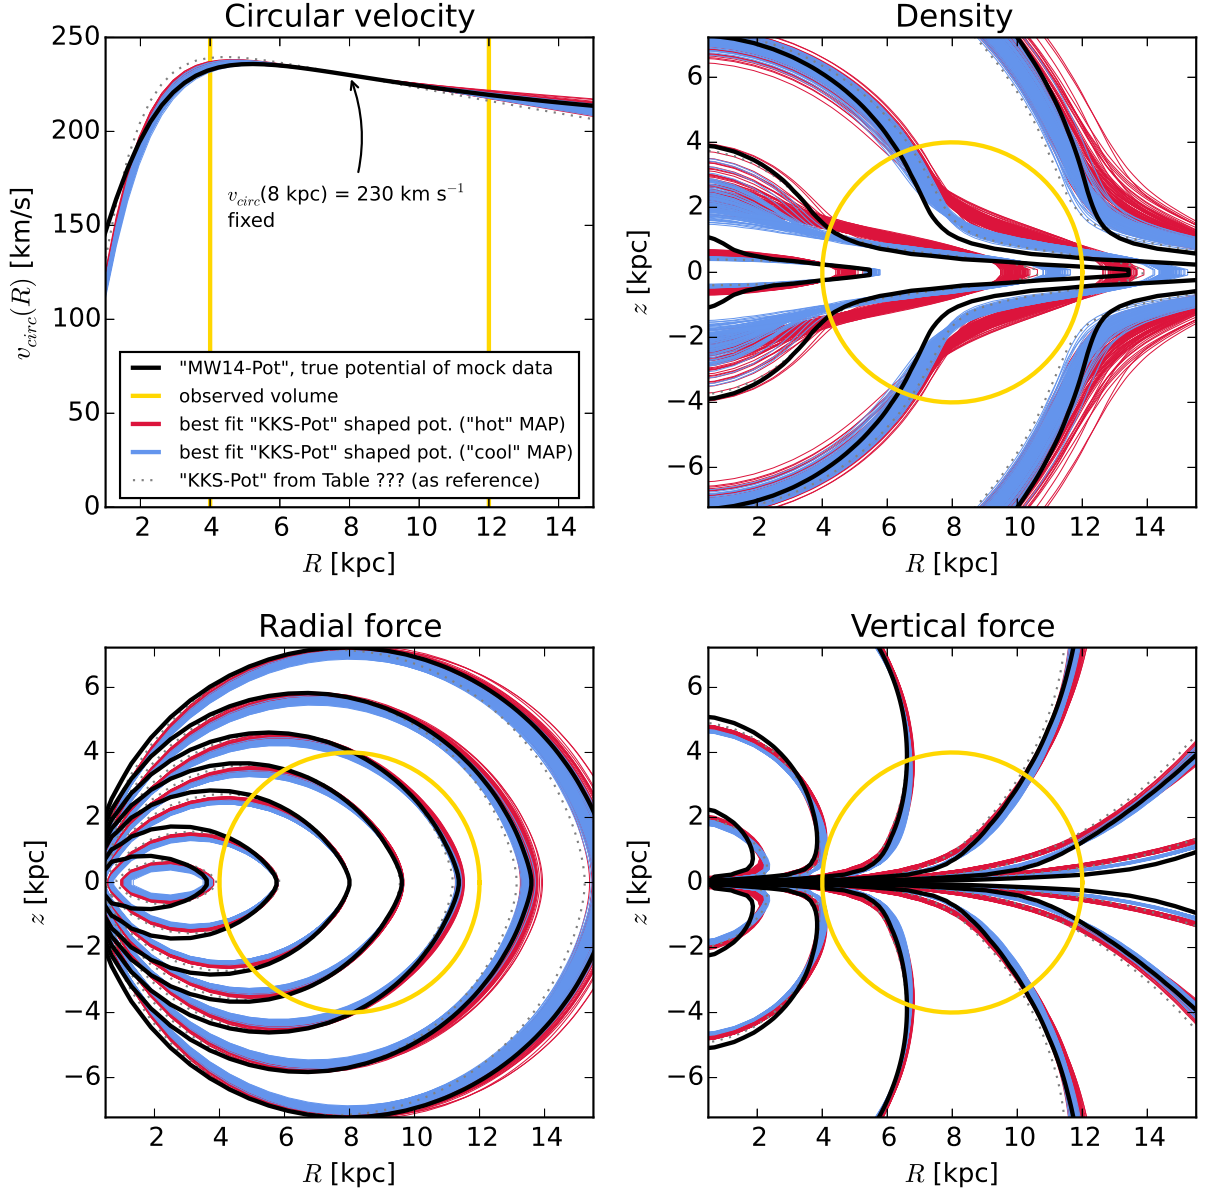 Circular velocity
250
200
150
100
50
0
2 4 6 8 10 12 14
v_circ(R) [km/s]
R [kpc]
v_circ(8 kpc) = 230 km s⁻¹
fixed
"MW14-Pot", true potential of mock data
observed volume
best fit "KKS-Pot" shaped pot. ("hot" MAP)
best fit "KKS-Pot" shaped pot. ("cool" MAP)
"KKS-Pot" from Table ??? (as reference)
Density
6
4
2
0
−2
−4
−6
2 4 6 8 10 12 14
z [kpc]
R [kpc]
Radial force
6
4
2
0
−2
−4
−6
2 4 6 8 10 12 14
z [kpc]
R [kpc]
Vertical force
6
4
2
0
−2
−4
−6
2 4 6 8 10 12 14
z [kpc]
R [kpc]